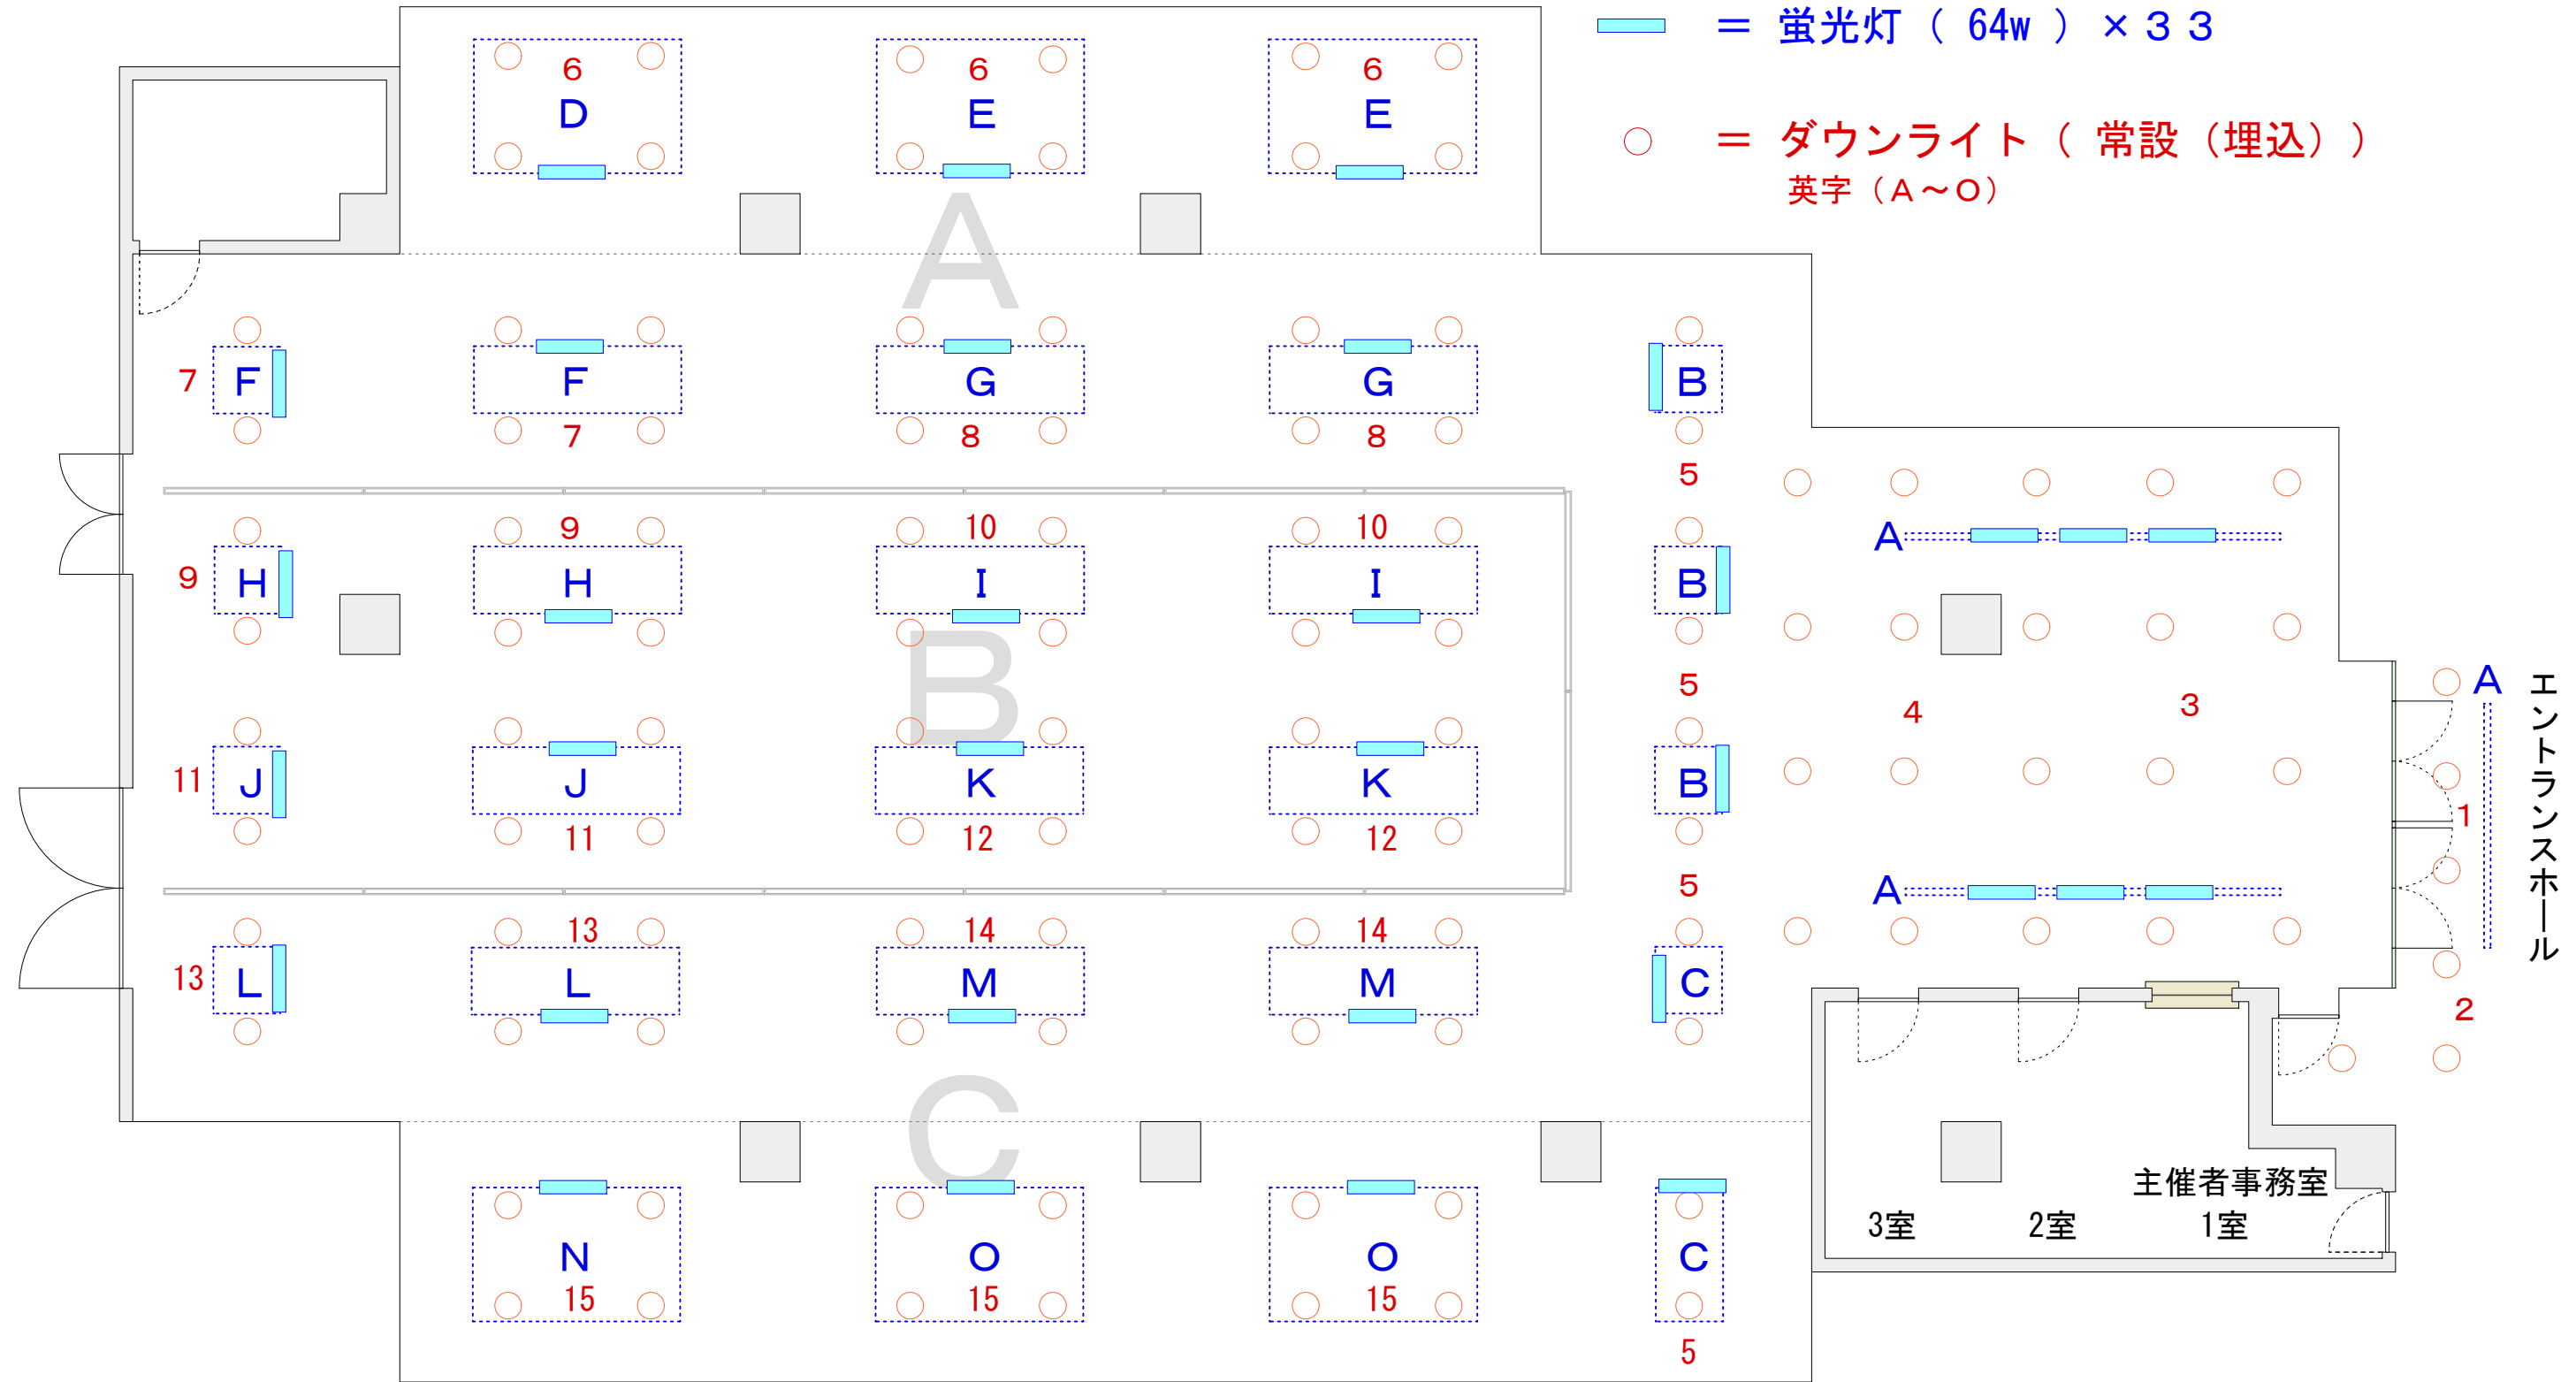 = 蛍光灯( 64w )×33
= ダウンライト( 常設(埋込))
英字(A~O)
6 6 6
D E E
A
7 F F G G B
7 8 8
5
9 10 10
A
9 H H I I B
B
5
4 3
A
1
エントランスホール
11 J J K K B
11 12 12
5
A
13 14 14
13 L L M M C
2
C
主催者事務室
3室 2室 1室
N O O C
15 15 15
5